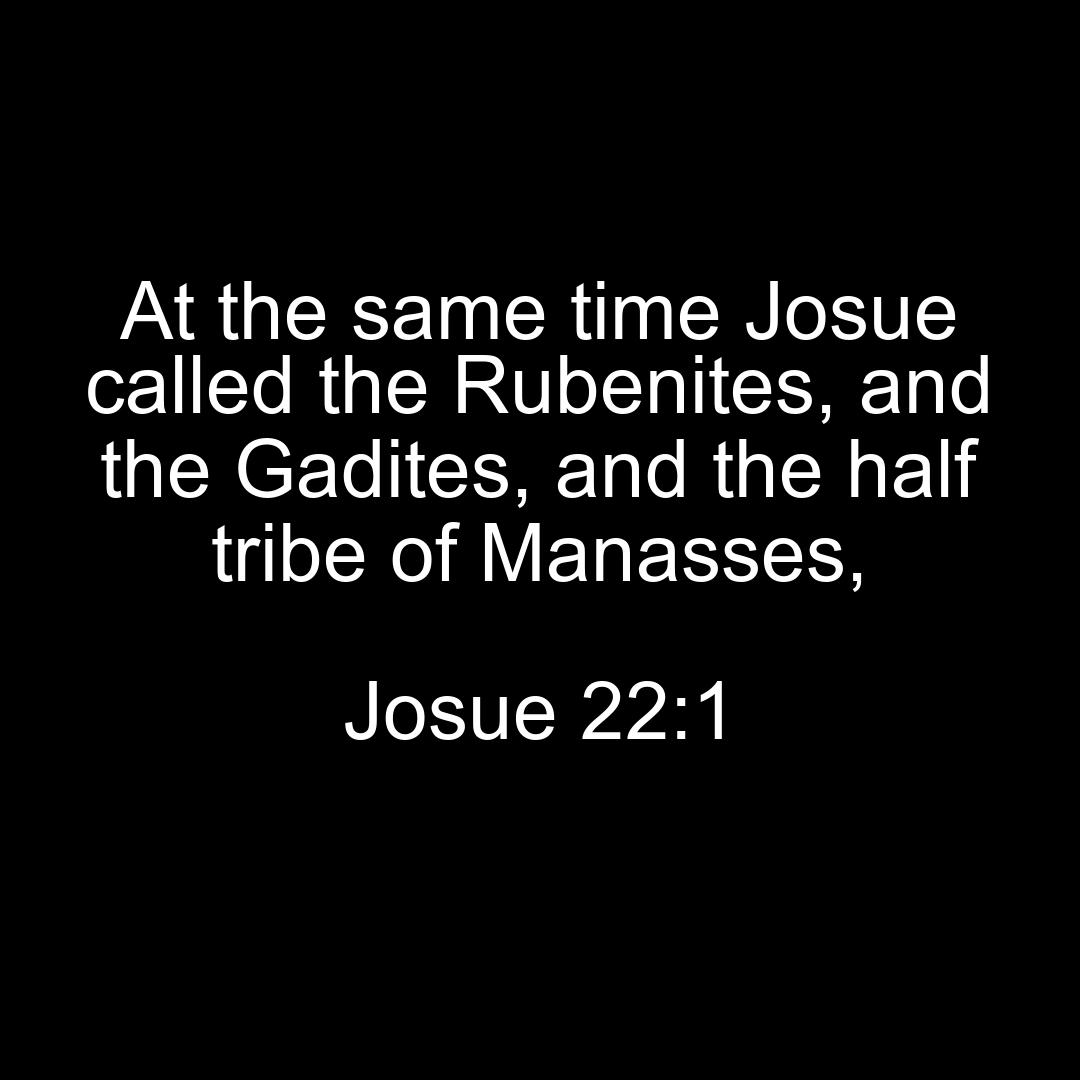 At the same time Josue
called the Rubenites, and
the Gadites, and the half
tribe of Manasses,
Josue 22:1